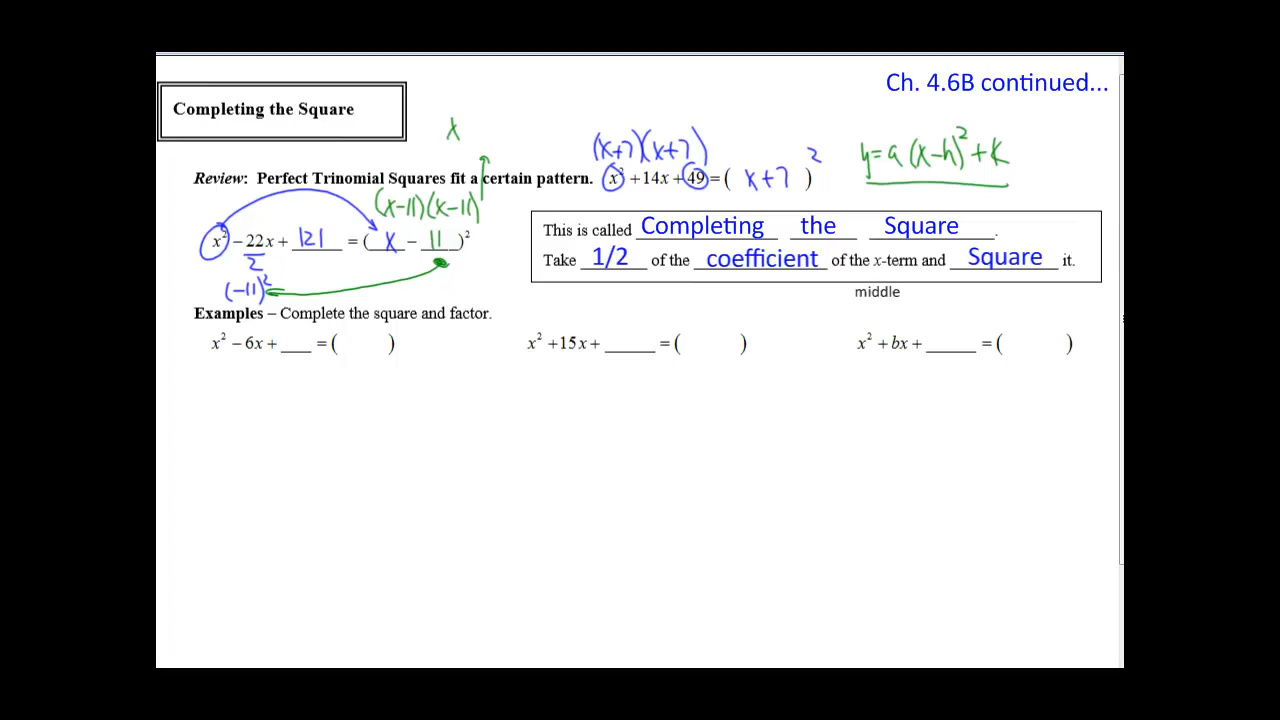 Ch. 4.6B continued...
Completing the Square
x
(x+7)(x+7)
y=a(x-h)²+k
Review: Perfect Trinomial Squares fit a certain pattern. x² + 14x + 49 = ( x+7 )²
(x-11)(x-11)
x² − 22x + 121 = ( x − 11 )²
2
(-11)²
This is called Completing the Square.
Take 1/2 of the coefficient of the x-term and Square it.
middle
Examples – Complete the square and factor.
x² − 6x + ___ = ( )
x² + 15x + _____ = ( )
x² + bx + _____ = ( )